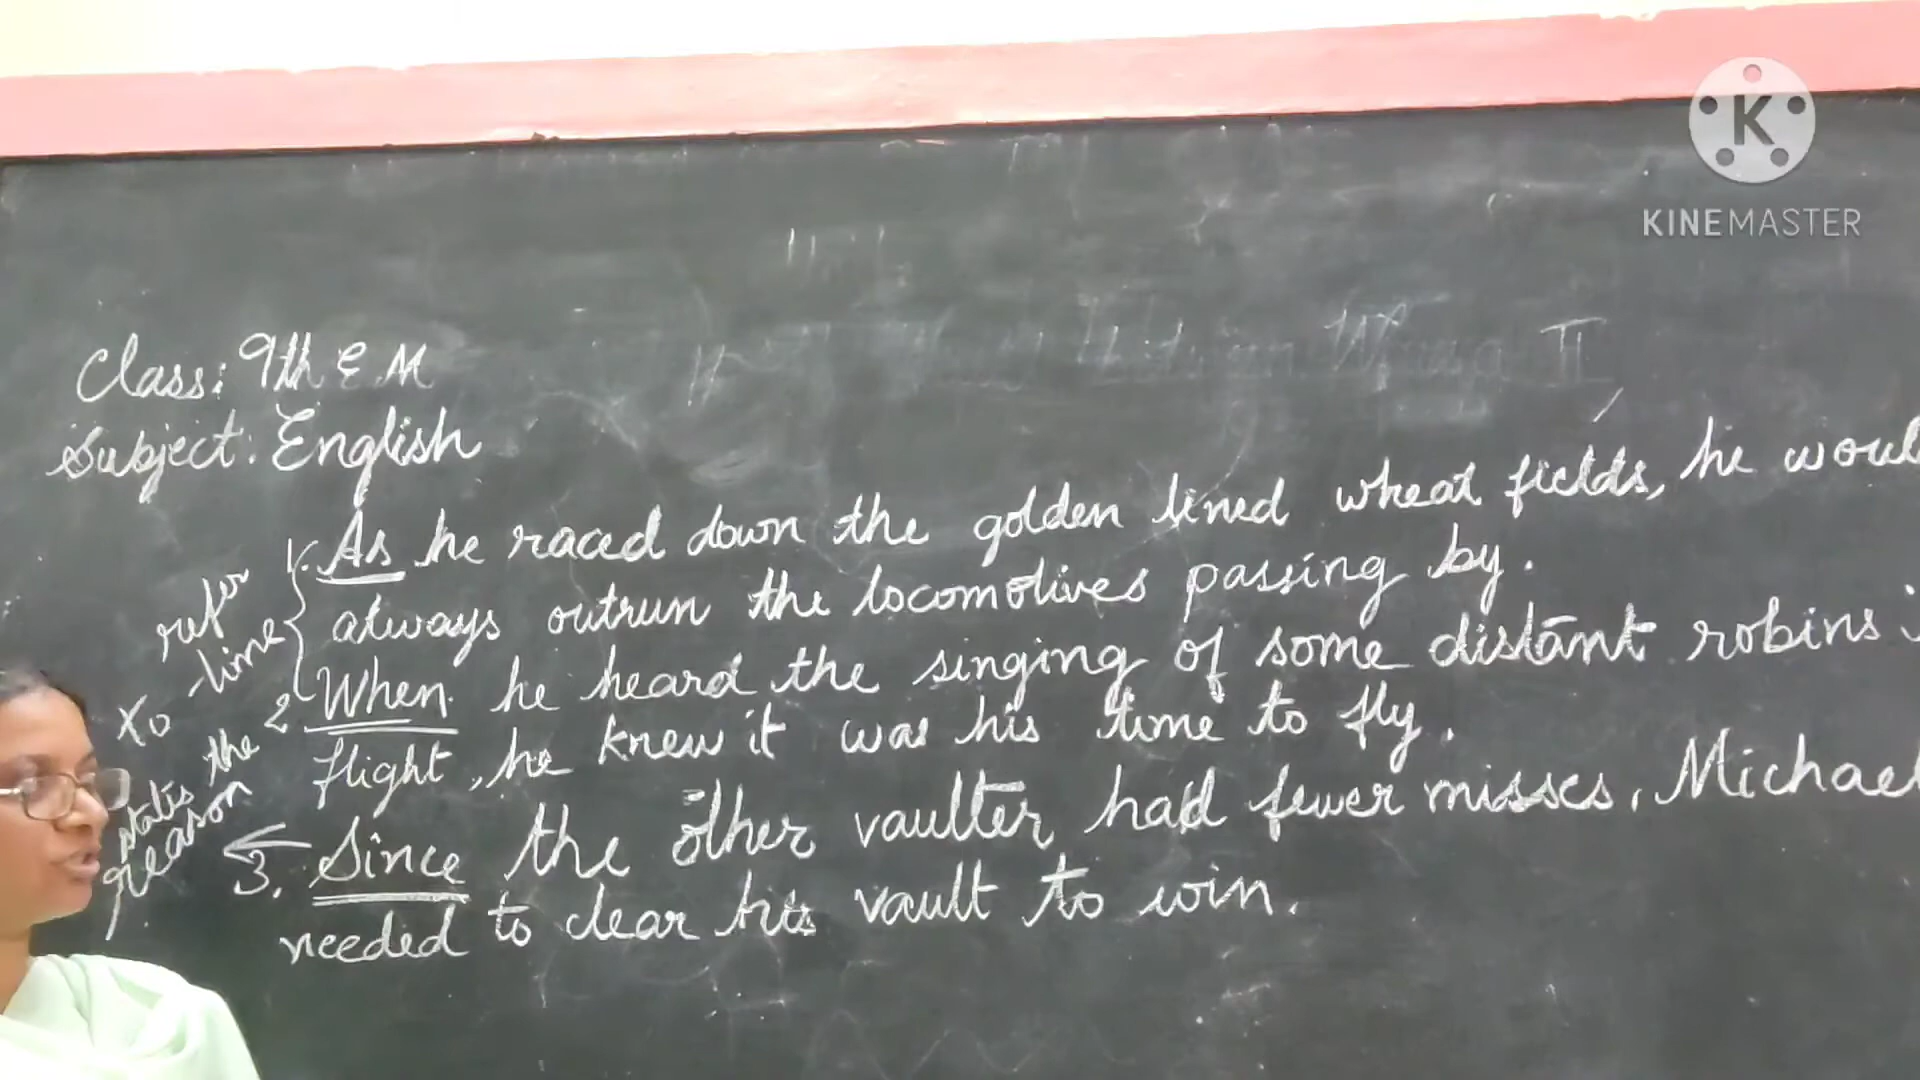 K
KINEMASTER
Class: 9th E M
Subject: English
1. As he raced down the golden lined wheat fields, he woul
always outrun the locomotives passing by.
2 When he heard the singing of some distant robins i
flight, he knew it was his time to fly.
3. Since the other vaulter had fewer misses, Michael
needed to clear his vault to win.
refer
to time
states the
reason